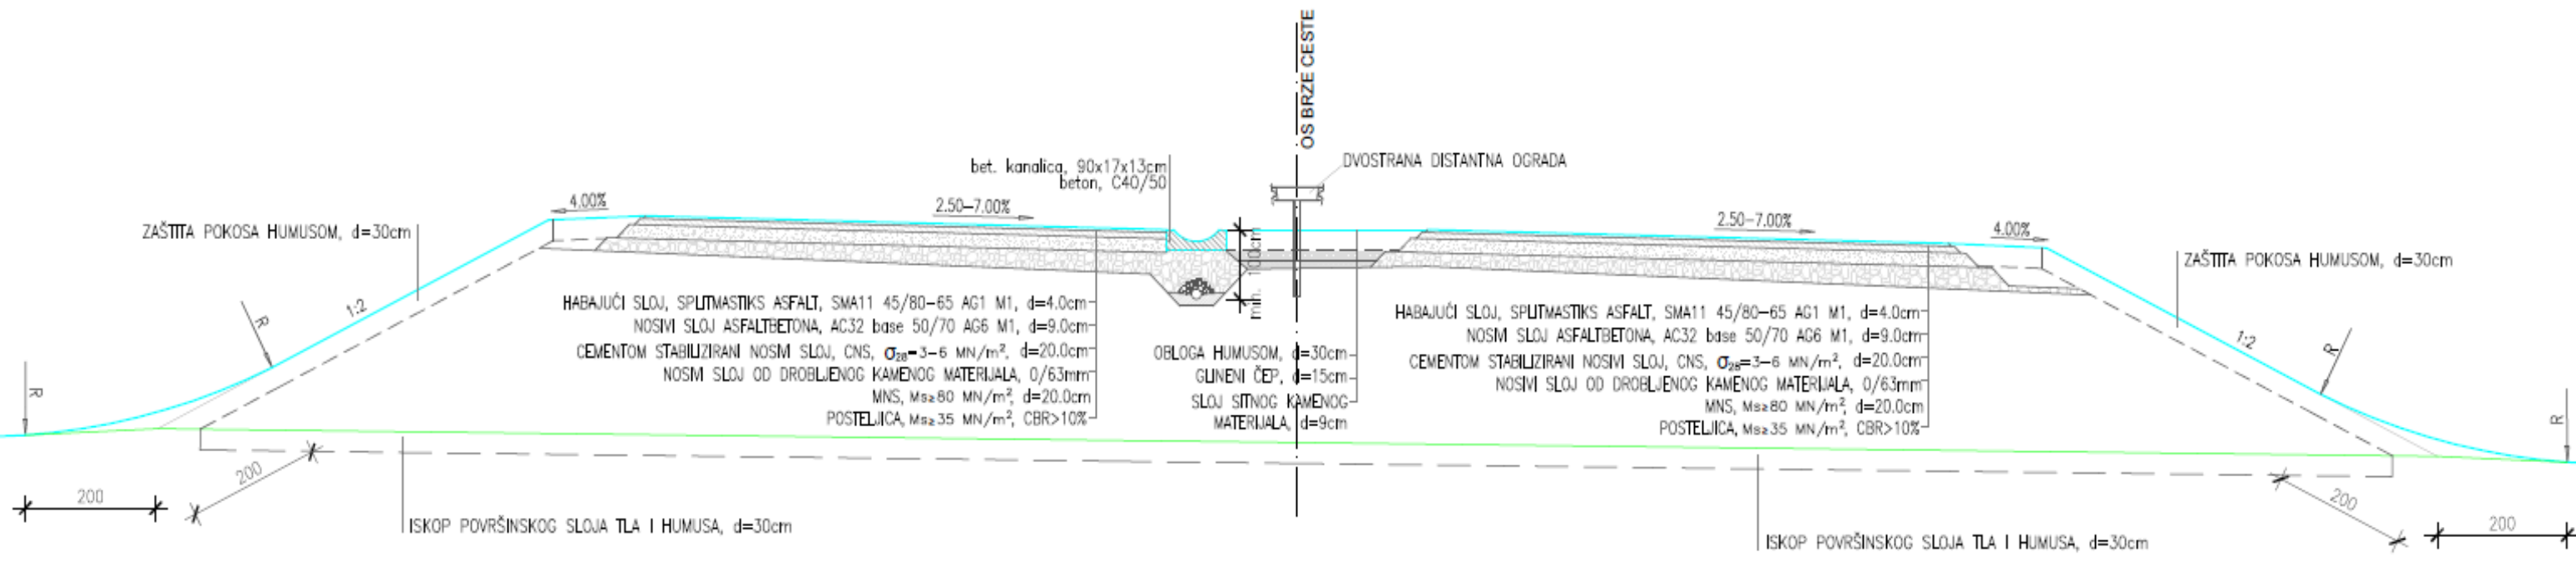 OS BRZE CESTE
DVOSTRANA DISTANTNA OGRADA
bet. kanalica, 90x17x13cm
beton, C40/50
4.00%
2.50-7.00%
2.50-7.00%
4.00%
ZAŠTITA POKOSA HUMUSOM, d=30cm
ZAŠTITA POKOSA HUMUSOM, d=30cm
1:2
1:2
R
R
R
R
min. 100cm
HABAJUĆI SLOJ, SPLITMASTIKS ASFALT, SMA11 45/80-65 AG1 M1, d=4.0cm
NOSIVI SLOJ ASFALTBETONA, AC32 base 50/70 AG6 M1, d=9.0cm
CEMENTOM STABILIZIRANI NOSIVI SLOJ, CNS, σ28=3-6 MN/m², d=20.0cm
NOSIVI SLOJ OD DROBLJENOG KAMENOG MATERIJALA, 0/63mm
MNS, Ms≥80 MN/m², d=20.0cm
POSTELJICA, Ms≥35 MN/m², CBR>10%
OBLOGA HUMUSOM, d=30cm
GLINENI ČEP, d=15cm
SLOJ SITNOG KAMENOG
MATERIJALA, d=9cm
HABAJUĆI SLOJ, SPLITMASTIKS ASFALT, SMA11 45/80-65 AG1 M1, d=4.0cm
NOSIVI SLOJ ASFALTBETONA, AC32 base 50/70 AG6 M1, d=9.0cm
CEMENTOM STABILIZIRANI NOSIVI SLOJ, CNS, σ28=3-6 MN/m², d=20.0cm
NOSIVI SLOJ OD DROBLJENOG KAMENOG MATERIJALA, 0/63mm
MNS, Ms≥80 MN/m², d=20.0cm
POSTELJICA, Ms≥35 MN/m², CBR>10%
200
200
200
200
ISKOP POVRŠINSKOG SLOJA TLA I HUMUSA, d=30cm
ISKOP POVRŠINSKOG SLOJA TLA I HUMUSA, d=30cm